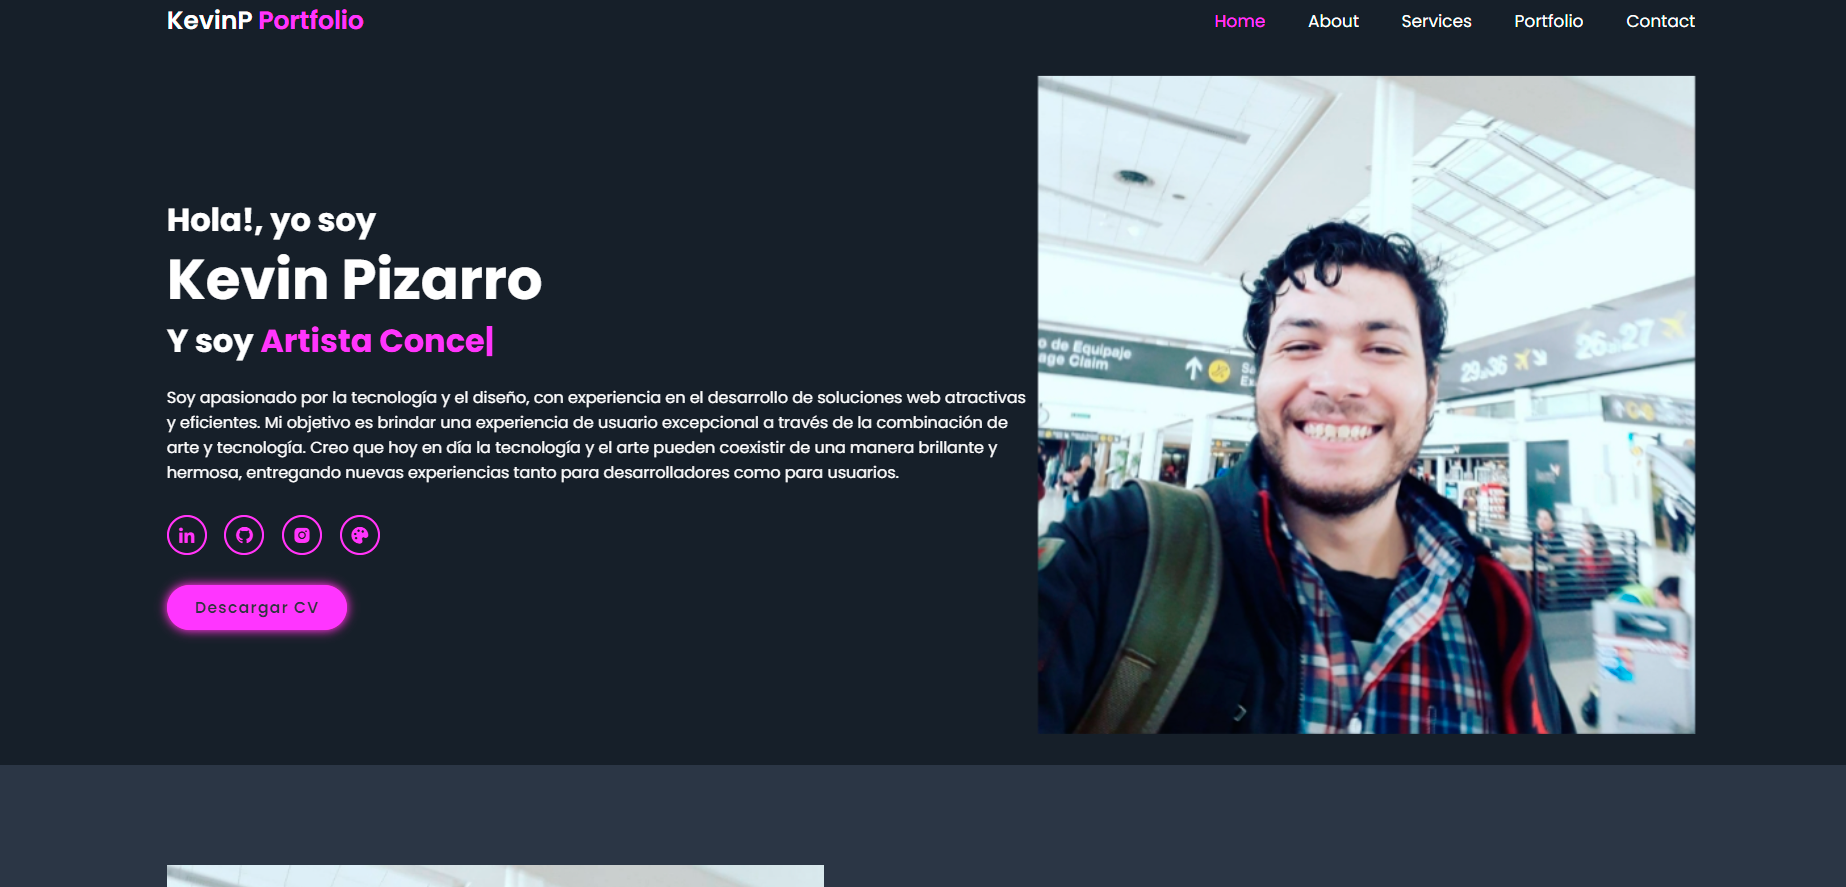 KevinP Portfolio
Home About Services Portfolio Contact
Hola!, yo soy
Kevin Pizarro
Y soy Artista Conce|
Soy apasionado por la tecnología y el diseño, con experiencia en el desarrollo de soluciones web atractivas
y eficientes. Mi objetivo es brindar una experiencia de usuario excepcional a través de la combinación de
arte y tecnología. Creo que hoy en día la tecnología y el arte pueden coexistir de una manera brillante y
hermosa, entregando nuevas experiencias tanto para desarrolladores como para usuarios.
in
Descargar CV
o de Equipaje
age Claim
Sa
Ex
29 36
26 27